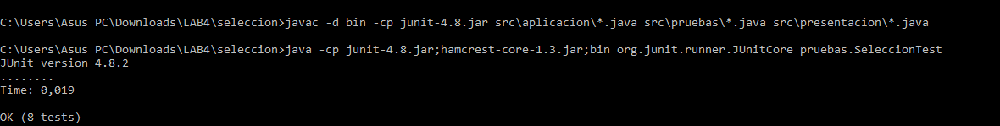 C:\Users\Asus PC\Downloads\LAB4\seleccion>javac -d bin -cp junit-4.8.jar src\aplicacion\*.java src\pruebas\*.java src\presentacion\*.java
C:\Users\Asus PC\Downloads\LAB4\seleccion>java -cp junit-4.8.jar;hamcrest-core-1.3.jar;bin org.junit.runner.JUnitCore pruebas.SeleccionTest
JUnit version 4.8.2
........
Time: 0,019
OK (8 tests)